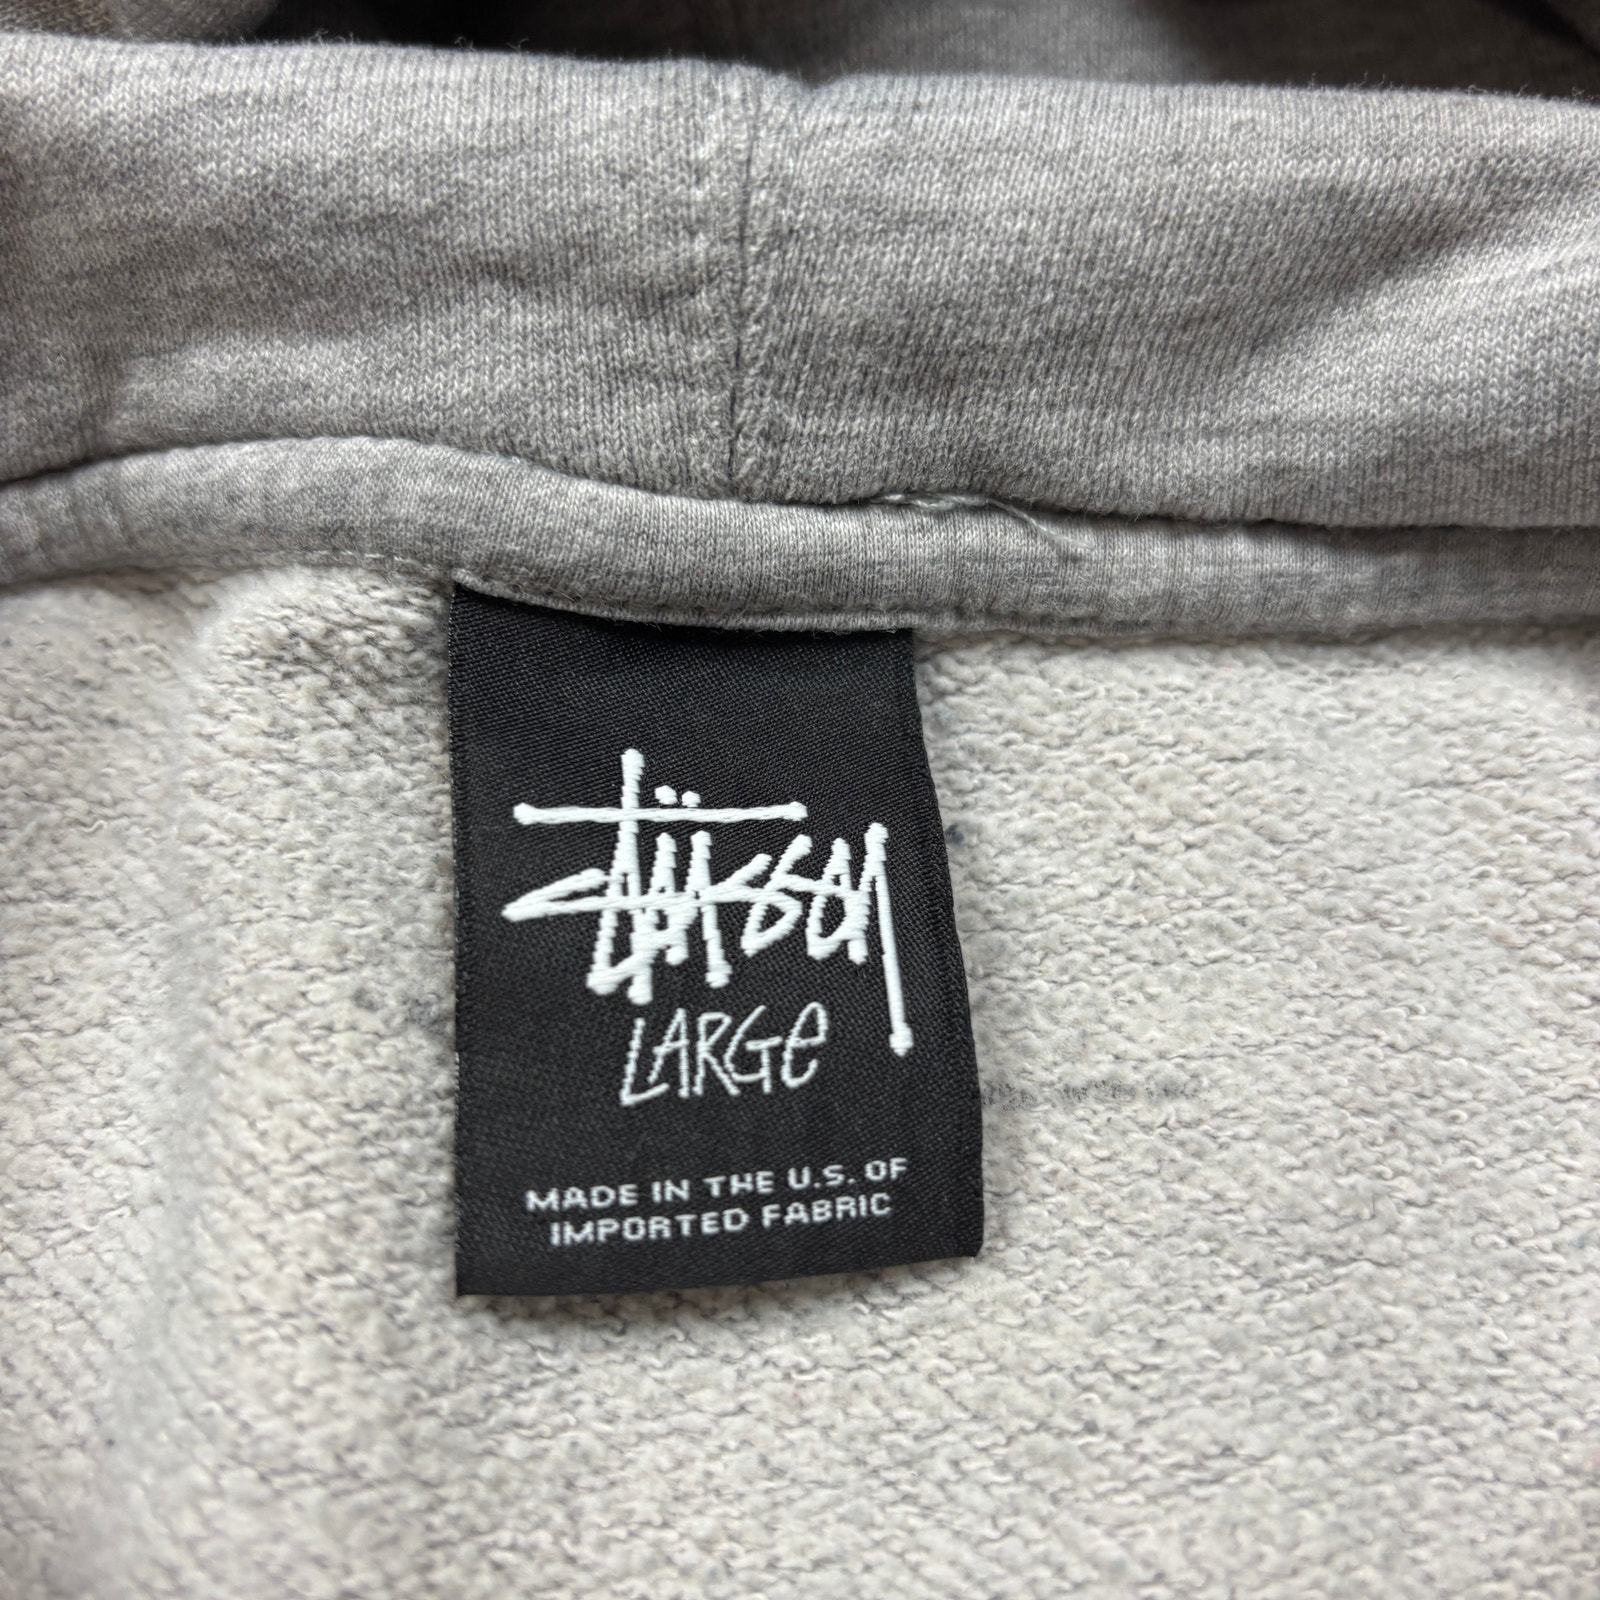 Stüssy
LARGE
MADE IN THE U.S. OF
IMPORTED FABRIC